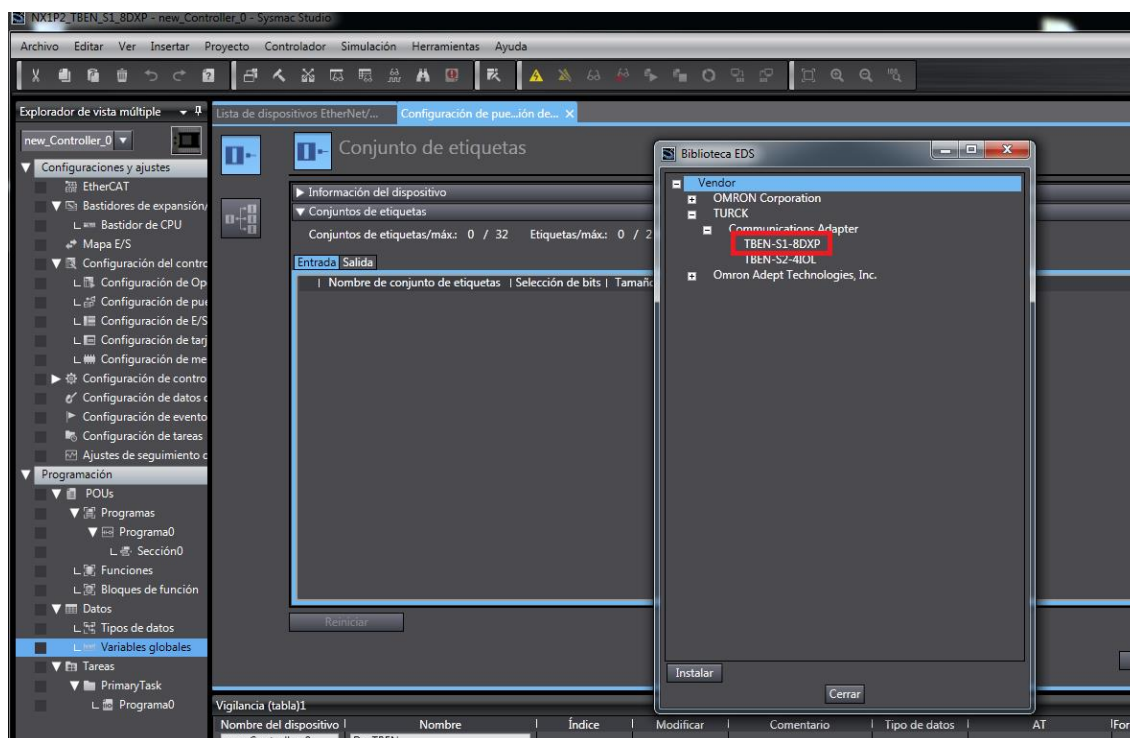 NX1P2_TBEN_S1_8DXP - new_Controller_0 - Sysmac Studio
Archivo Editar Ver Insertar Proyecto Controlador Simulación Herramientas Ayuda
Explorador de vista múltiple
Lista de dispositivos EtherNet/... Configuración de pue...ión de... X
new_Controller_0
Conjunto de etiquetas
Configuraciones y ajustes
EtherCAT
Bastidores de expansión/
Bastidor de CPU
Mapa E/S
Configuración del contro
Configuración de Op
Configuración de pue
Configuración de E/S
Configuración de tarj
Configuración de me
Configuración de contro
Configuración de datos c
Configuración de evento
Configuración de tareas
Ajustes de seguimiento c
Programación
POUs
Programas
Programa0
Sección0
Funciones
Bloques de función
Datos
Tipos de datos
Variables globales
Tareas
PrimaryTask
Programa0
Información del dispositivo
Conjuntos de etiquetas
Conjuntos de etiquetas/máx.: 0 / 32 Etiquetas/máx.: 0 / 2
Entrada Salida
Nombre de conjunto de etiquetas | Selección de bits | Tamaño
Reiniciar
Biblioteca EDS
Vendor
OMRON Corporation
TURCK
Communications Adapter
TBEN-S1-8DXP
TBEN-S2-4IOL
Omron Adept Technologies, Inc.
Instalar
Cerrar
Vigilancia (tabla)1
Nombre del dispositivo | Nombre | Índice | Modificar | Comentario | Tipo de datos | AT |For